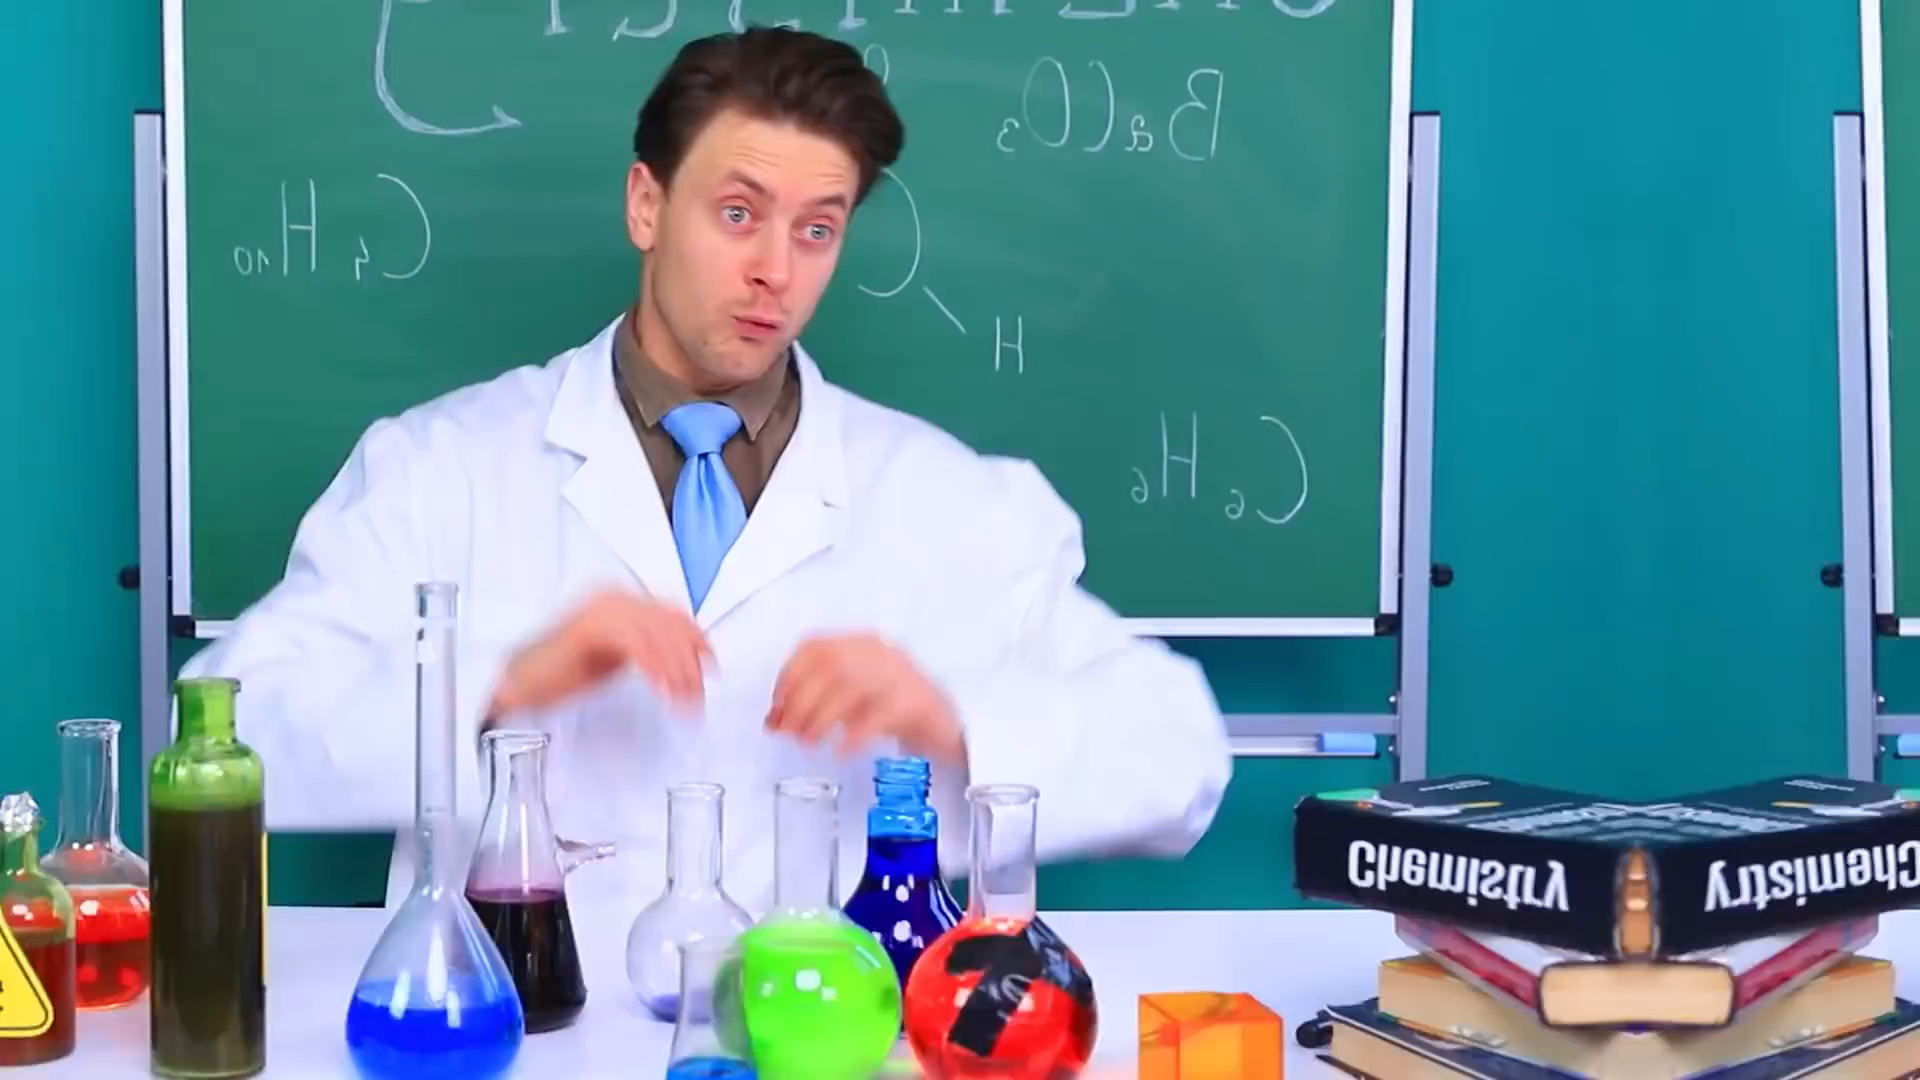 BaCO3
C4H10
C
H
C6H6
Chemistry
Chemistry